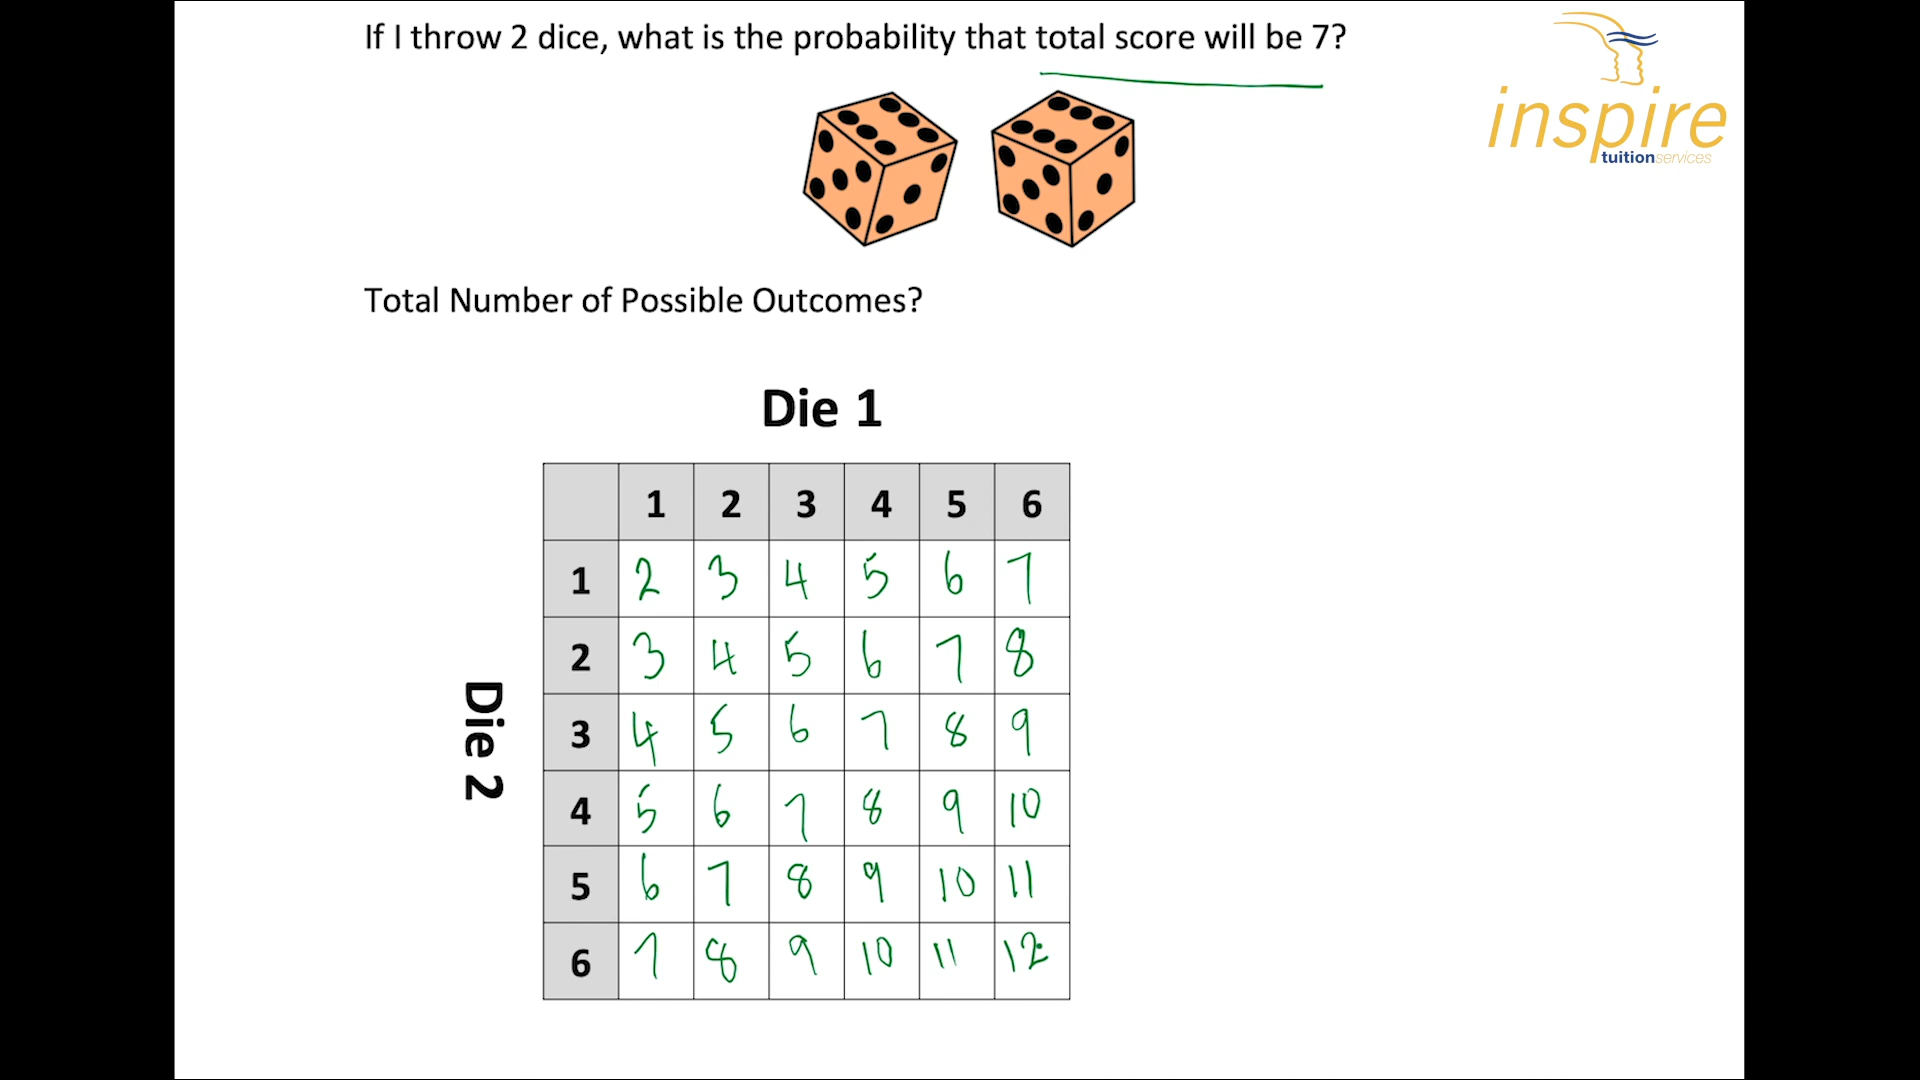 If I throw 2 dice, what is the probability that total score will be 7?
inspire
tuitionservices
Total Number of Possible Outcomes?
Die 1
Die 2
1 2 3 4 5 6
1 2 3 4 5 6 7
2 3 4 5 6 7 8
3 4 5 6 7 8 9
4 5 6 7 8 9 10
5 6 7 8 9 10 11
6 7 8 9 10 11 12